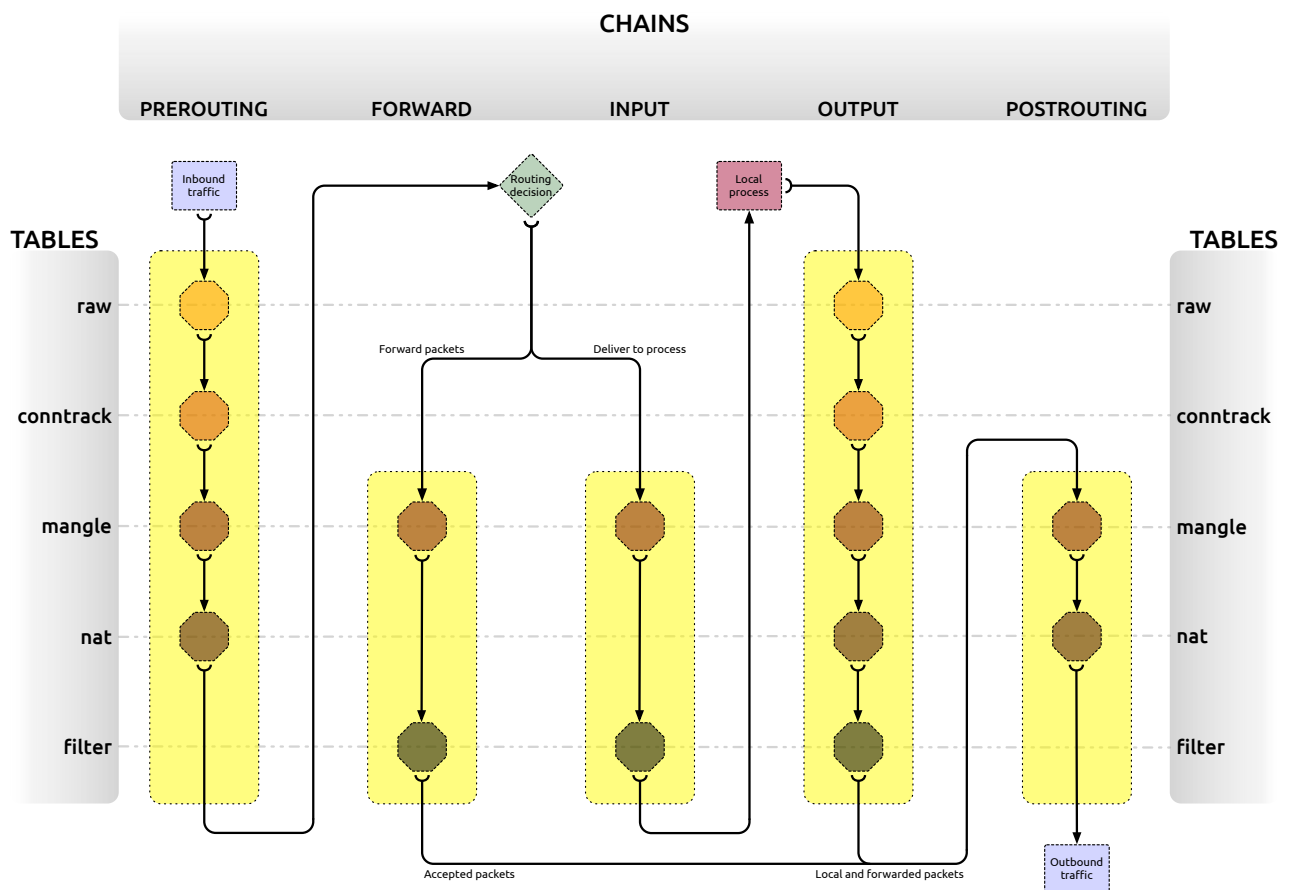 CHAINS
PREROUTING
FORWARD
INPUT
OUTPUT
POSTROUTING
Inbound
traffic
Routing
decision
Local
process
TABLES
TABLES
raw
raw
Forward packets
Deliver to process
conntrack
conntrack
mangle
mangle
nat
nat
filter
filter
Accepted packets
Local and forwarded packets
Outbound
traffic